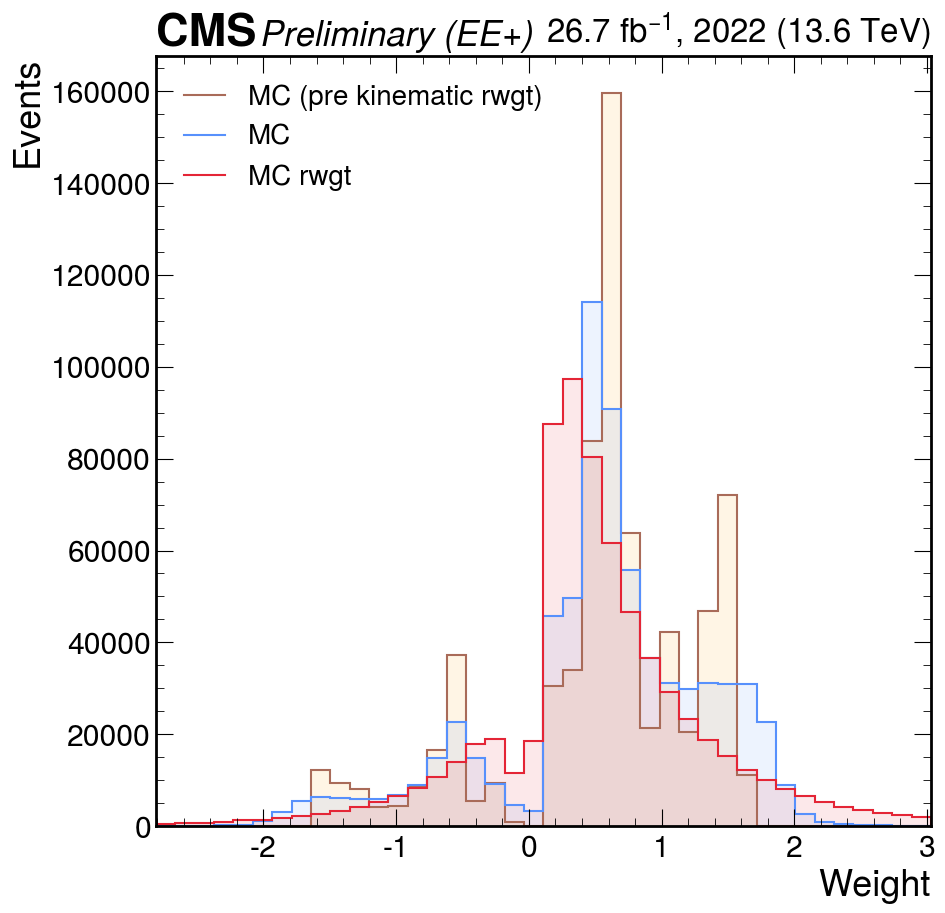 CMS Preliminary (EE+) 26.7 fb⁻¹, 2022 (13.6 TeV)
Events
MC (pre kinematic rwgt)
MC
MC rwgt
160000
140000
120000
100000
80000
60000
40000
20000
0
-2 -1 0 1 2 3
Weight